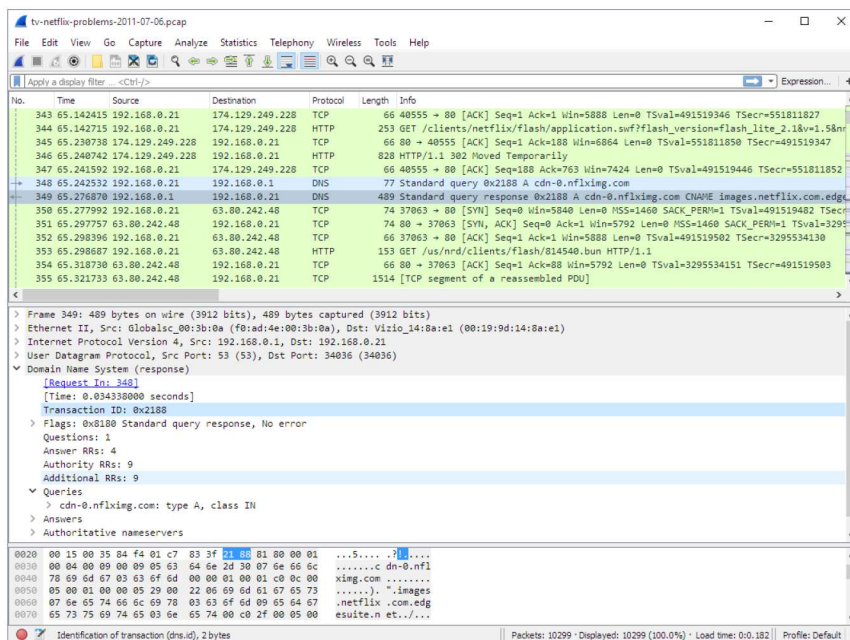 tv-netflix-problems-2011-07-06.pcap
File Edit View Go Capture Analyze Statistics Telephony Wireless Tools Help
Apply a display filter ... <Ctrl-/> Expression... +
No. Time Source Destination Protocol Length Info
343 65.142415 192.168.0.21 174.129.249.228 TCP 66 40555 → 80 [ACK] Seq=1 Ack=1 Win=5888 Len=0 TSval=491519346 TSecr=551811827
344 65.142715 192.168.0.21 174.129.249.228 HTTP 253 GET /clients/netflix/flash/application.swf?flash_version=flash_lite_2.1&v=1.5&nr
345 65.230738 174.129.249.228 192.168.0.21 TCP 66 80 → 40555 [ACK] Seq=1 Ack=188 Win=6864 Len=0 TSval=551811850 TSecr=491519347
346 65.240742 174.129.249.228 192.168.0.21 HTTP 828 HTTP/1.1 302 Moved Temporarily
347 65.241592 192.168.0.21 174.129.249.228 TCP 66 40555 → 80 [ACK] Seq=188 Ack=763 Win=7424 Len=0 TSval=491519446 TSecr=551811852
348 65.242532 192.168.0.21 192.168.0.1 DNS 77 Standard query 0x2188 A cdn-0.nflximg.com
349 65.276870 192.168.0.1 192.168.0.21 DNS 489 Standard query response 0x2188 A cdn-0.nflximg.com CNAME images.netflix.com.edge
350 65.277992 192.168.0.21 63.80.242.48 TCP 74 37063 → 80 [SYN] Seq=0 Win=5840 Len=0 MSS=1460 SACK_PERM=1 TSval=491519482 TSecr
351 65.297757 63.80.242.48 192.168.0.21 TCP 74 80 → 37063 [SYN, ACK] Seq=0 Ack=1 Win=5792 Len=0 MSS=1460 SACK_PERM=1 TSval=3295
352 65.298396 192.168.0.21 63.80.242.48 TCP 66 37063 → 80 [ACK] Seq=1 Ack=1 Win=5888 Len=0 TSval=491519502 TSecr=3295534130
353 65.298687 192.168.0.21 63.80.242.48 HTTP 153 GET /us/nrd/clients/flash/814540.bun HTTP/1.1
354 65.318730 63.80.242.48 192.168.0.21 TCP 66 80 → 37063 [ACK] Seq=1 Ack=88 Win=5792 Len=0 TSval=3295534151 TSecr=491519503
355 65.321733 63.80.242.48 192.168.0.21 TCP 1514 [TCP segment of a reassembled PDU]
Frame 349: 489 bytes on wire (3912 bits), 489 bytes captured (3912 bits)
Ethernet II, Src: Globalsc_00:3b:0a (f0:ad:4e:00:3b:0a), Dst: Vizio_14:8a:e1 (00:19:9d:14:8a:e1)
Internet Protocol Version 4, Src: 192.168.0.1, Dst: 192.168.0.21
User Datagram Protocol, Src Port: 53 (53), Dst Port: 34036 (34036)
Domain Name System (response)
[Request In: 348]
[Time: 0.034338000 seconds]
Transaction ID: 0x2188
Flags: 0x8180 Standard query response, No error
Questions: 1
Answer RRs: 4
Authority RRs: 9
Additional RRs: 9
Queries
cdn-0.nflximg.com: type A, class IN
Answers
Authoritative nameservers
0020 00 15 00 35 84 f4 01 c7 83 3f 21 88 81 80 00 01 ...5.... .?!.....
0030 00 04 00 09 00 09 05 63 64 6e 2d 30 07 6e 66 6c .......c dn-0.nfl
0040 78 69 6d 67 03 63 6f 6d 00 00 01 00 01 c0 0c 00 ximg.com ........
0050 05 00 01 00 00 05 29 00 22 06 69 6d 61 67 65 73 ......). ".images
0060 07 6e 65 74 66 6c 69 78 03 63 6f 6d 09 65 64 67 .netflix .com.edg
0070 65 73 75 69 74 65 03 6e 65 74 00 c0 2f 00 05 00 esuite.n et../...
Identification of transaction (dns.id), 2 bytes Packets: 10299 · Displayed: 10299 (100.0%) · Load time: 0:0.182 Profile: Default